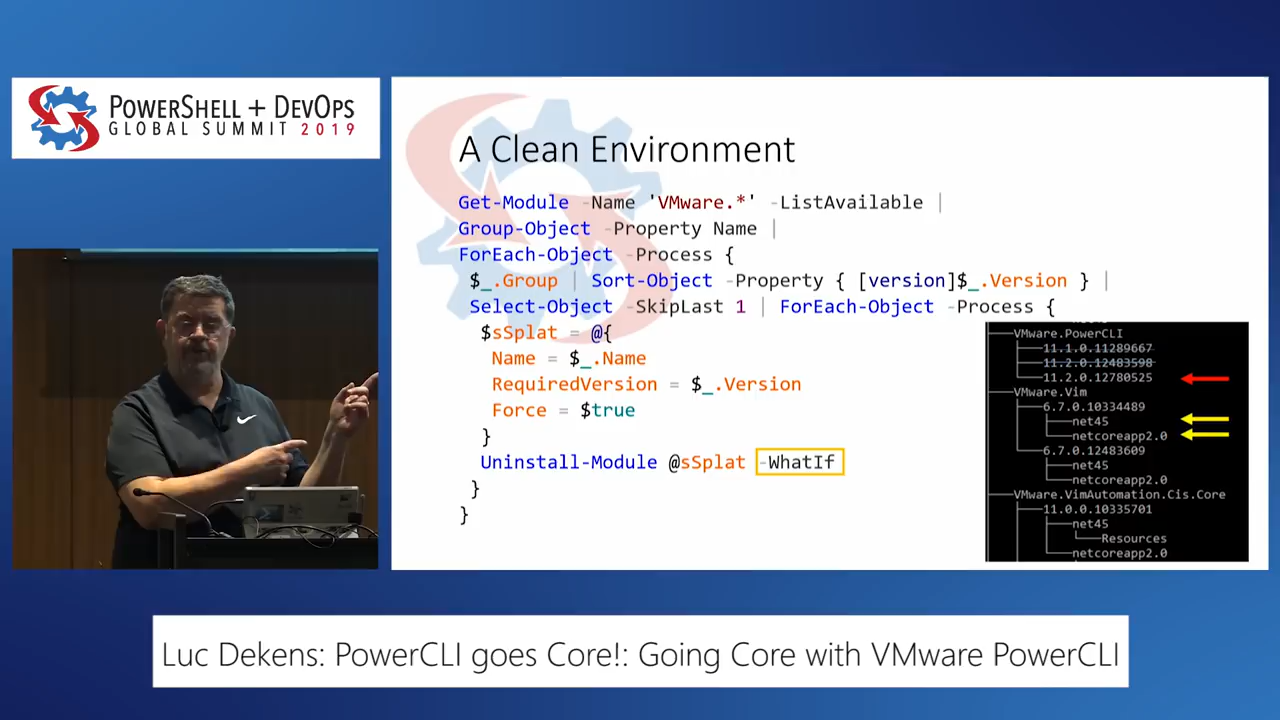 POWERSHELL + DEVOPS
GLOBAL SUMMIT 2019
A Clean Environment
Get-Module -Name 'VMware.*' -ListAvailable |
Group-Object -Property Name |
ForEach-Object -Process {
$_.Group | Sort-Object -Property { [version]$_.Version } |
Select-Object -SkipLast 1 | ForEach-Object -Process {
$sSplat = @{
Name = $_.Name
RequiredVersion = $_.Version
Force = $true
}
Uninstall-Module @sSplat -WhatIf
}
}
VMware.PowerCLI
11.1.0.11289667
11.2.0.12483598
11.2.0.12780525
VMware.Vim
6.7.0.10334489
net45
netcoreapp2.0
6.7.0.12483609
net45
netcoreapp2.0
VMware.VimAutomation.Cis.Core
11.0.0.10335701
net45
Resources
netcoreapp2.0
Luc Dekens: PowerCLI goes Core!: Going Core with VMware PowerCLI